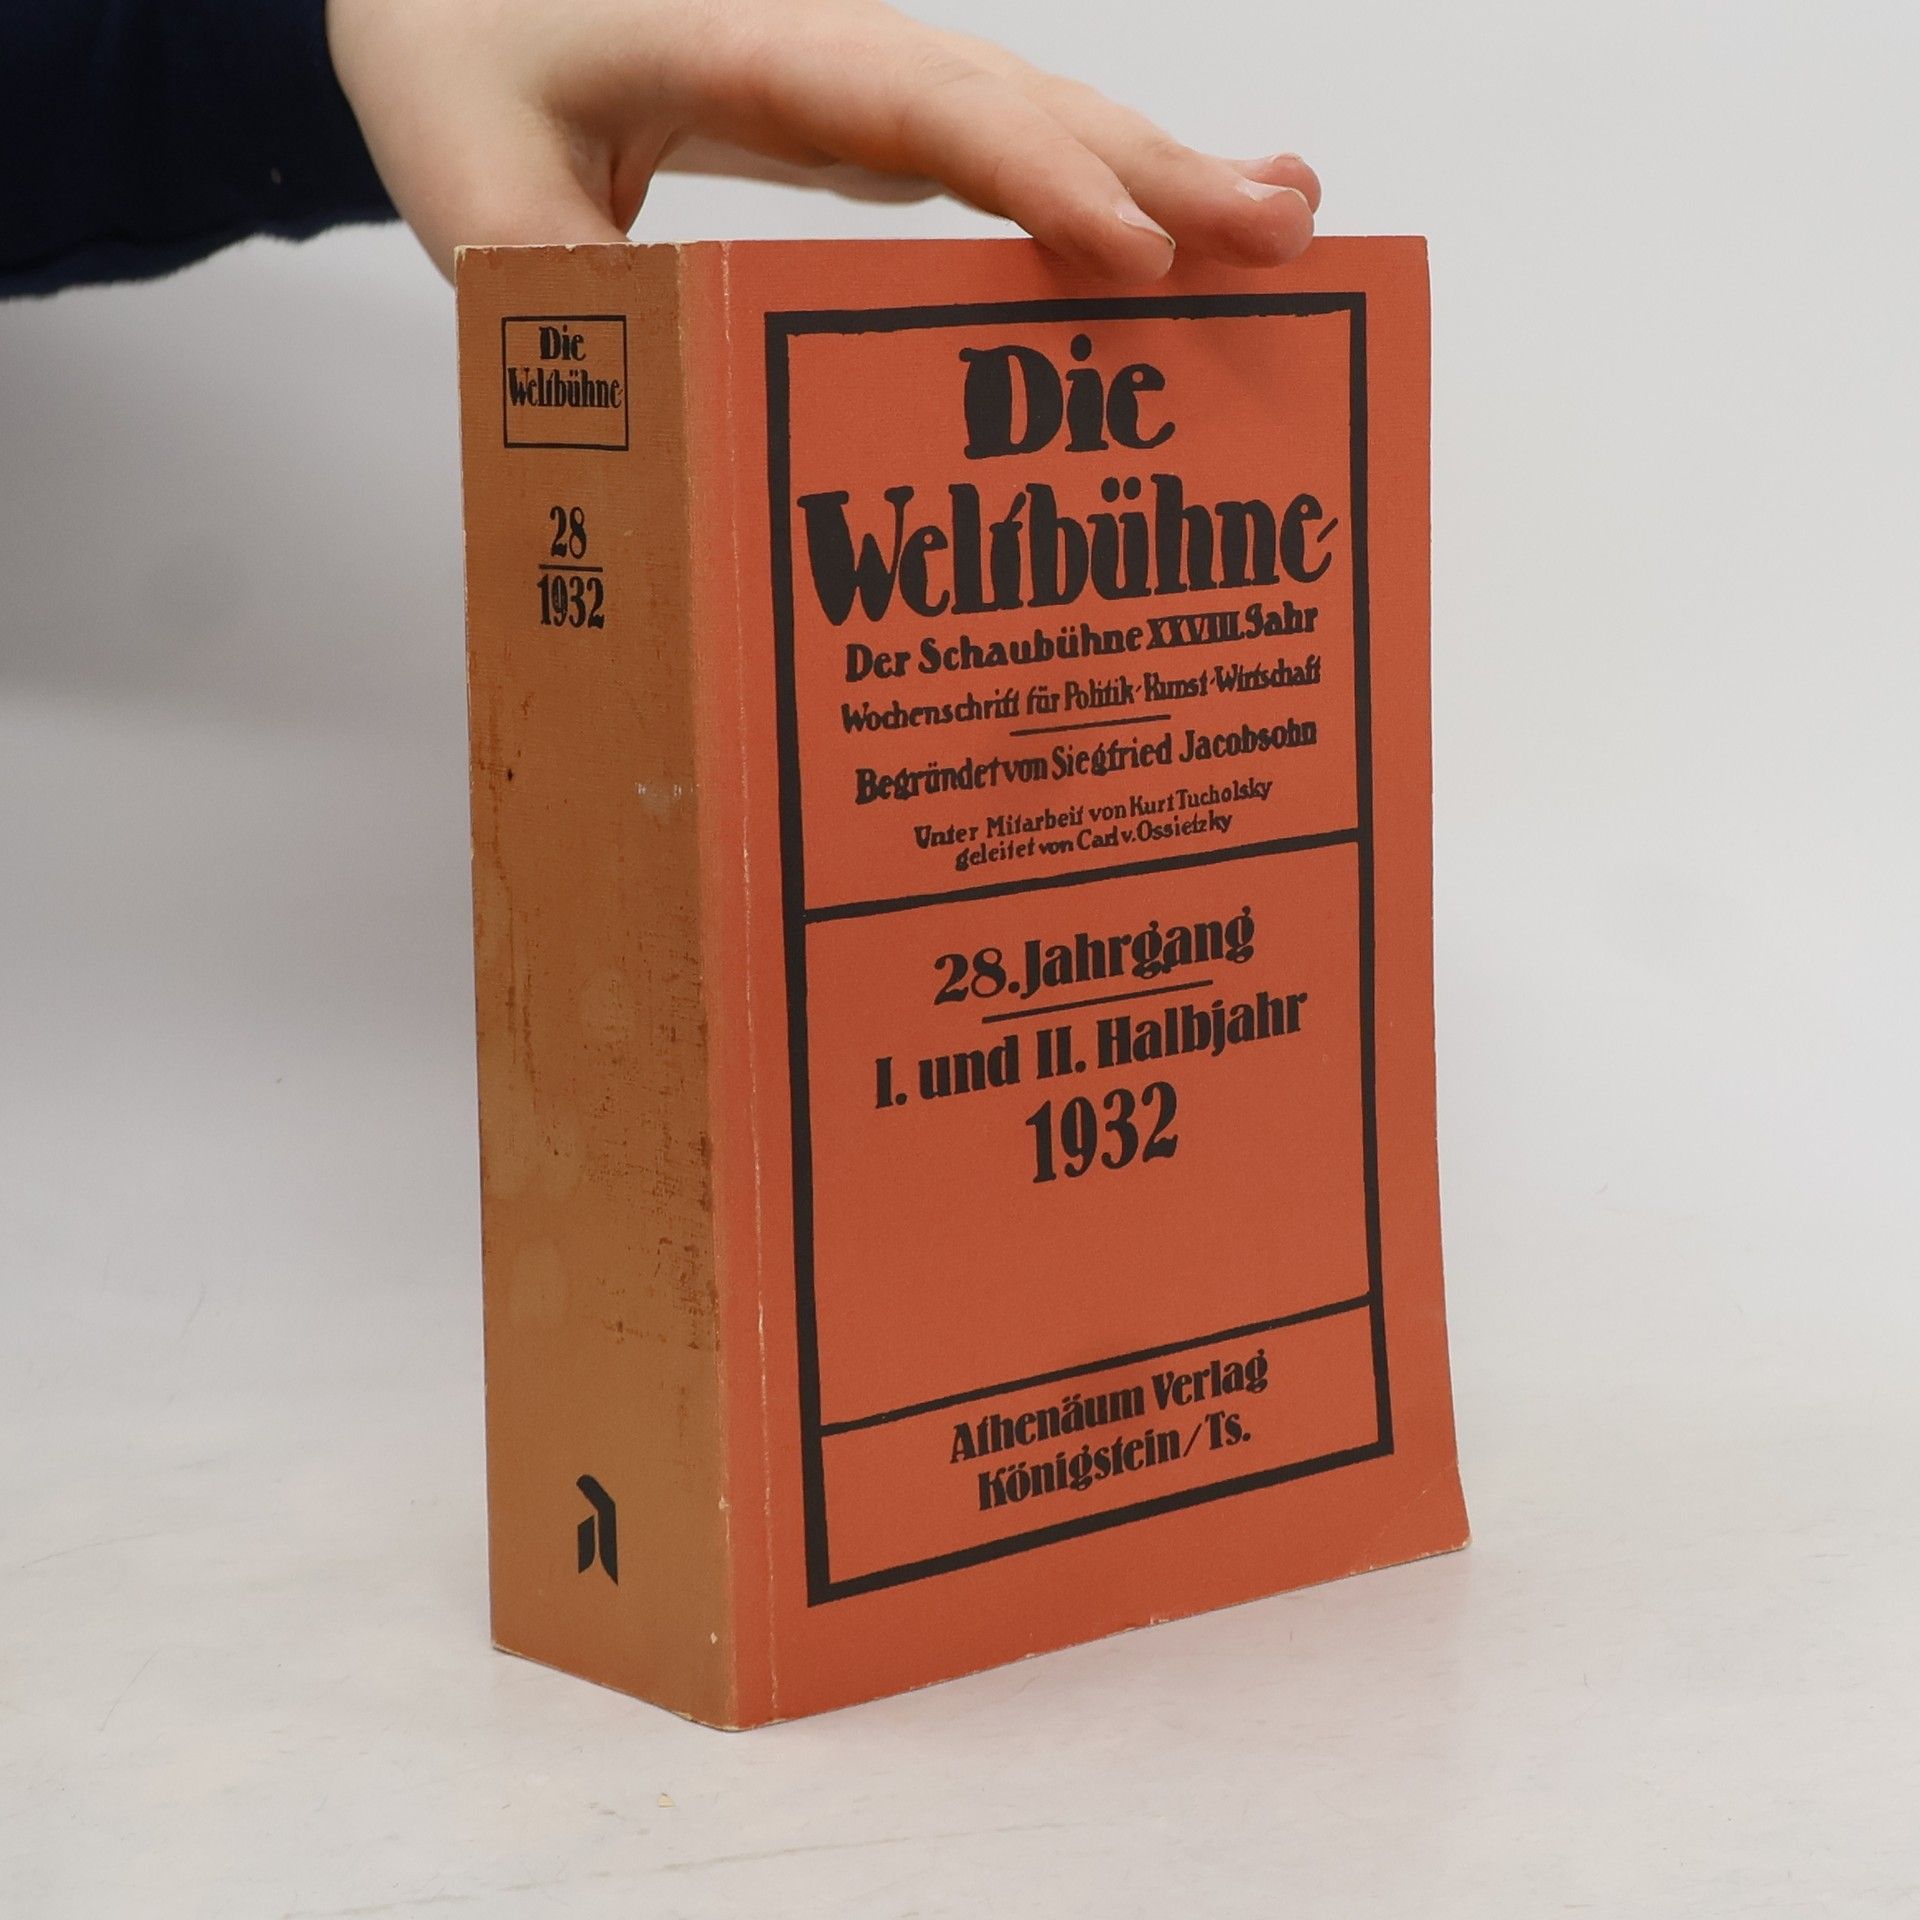 Die
Weltbühne
28
1932
Die
Weltbühne
Der Schaubühne XXVIII. Jahr
Wochenschrift für Politik·Kunst·Wirtschaft
Begründet von Siegfried Jacobsohn
Unter Mitarbeit von Kurt Tucholsky
geleitet von Carl v. Ossietzky
28. Jahrgang
I. und II. Halbjahr
1932
Athenäum Verlag
Königstein/Ts.